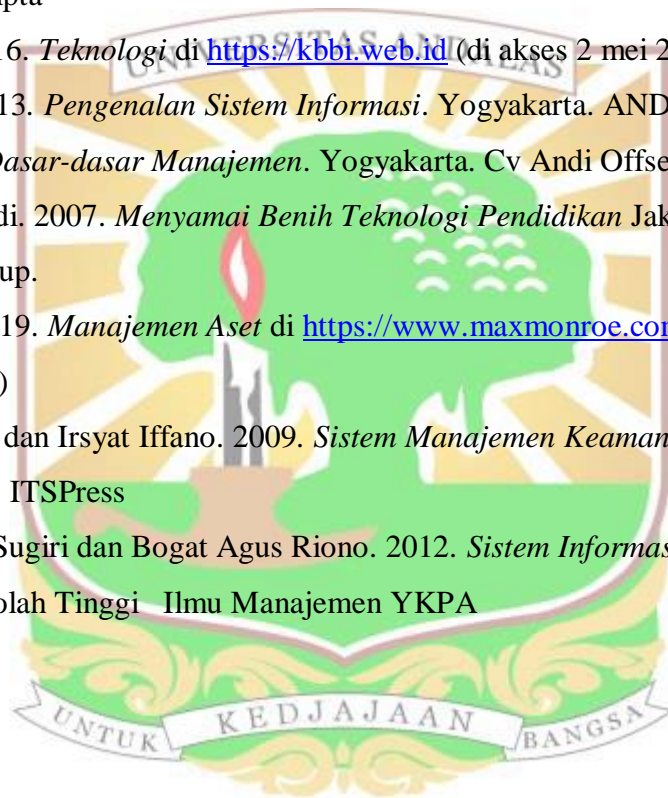 pta
16. Teknologi di https://kbbi.web.id (di akses 2 mei 2
UNIVERSITAS ANDALAS
13. Pengenalan Sistem Informasi. Yogyakarta. AND
Dasar-dasar Manajemen. Yogyakarta. Cv Andi Offse
di. 2007. Menyamai Benih Teknologi Pendidikan Jak
up.
19. Manajemen Aset di https://www.maxmonroe.com
)
dan Irsyat Iffano. 2009. Sistem Manajemen Keaman
ITSPress
Sugiri dan Bogat Agus Riono. 2012. Sistem Informas
olah Tinggi Ilmu Manajemen YKPA
UNTUK KEDJAJAAN BANGSA